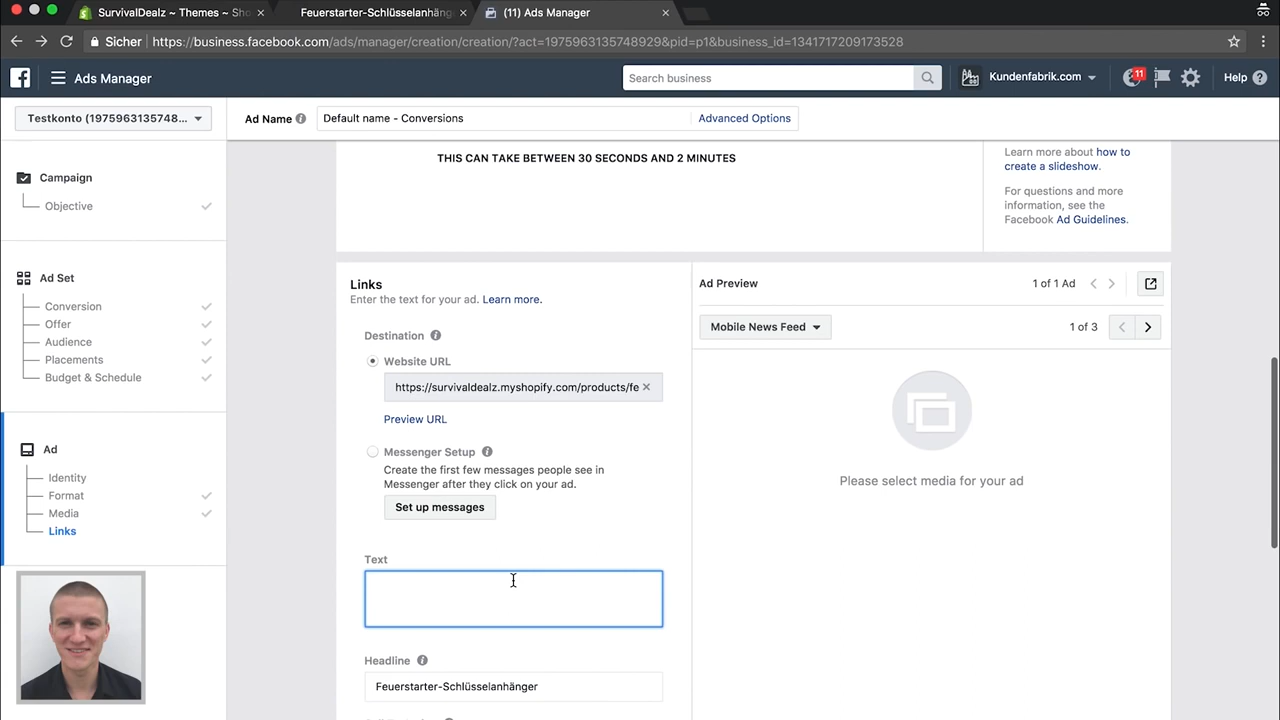 SurvivalDealz ~ Themes ~ Sho
Feuerstarter-Schlüsselanhäng
(11) Ads Manager
Sicher
https://business.facebook.com/ads/manager/creation/creation/?act=1975963135748929&pid=p1&business_id=1341717209173528
Ads Manager
Search business
Kundenfabrik.com
11
Help
Testkonto (1975963135748...
Ad Name
Default name - Conversions
Advanced Options
Campaign
Objective
Ad Set
Conversion
Offer
Audience
Placements
Budget & Schedule
Ad
Identity
Format
Media
Links
THIS CAN TAKE BETWEEN 30 SECONDS AND 2 MINUTES
Learn more about how to
create a slideshow.
For questions and more
information, see the
Facebook Ad Guidelines.
Links
Enter the text for your ad. Learn more.
Destination
Website URL
https://survivaldealz.myshopify.com/products/fe
Preview URL
Messenger Setup
Create the first few messages people see in
Messenger after they click on your ad.
Set up messages
Text
Headline
Feuerstarter-Schlüsselanhänger
Ad Preview
1 of 1 Ad
Mobile News Feed
1 of 3
Please select media for your ad